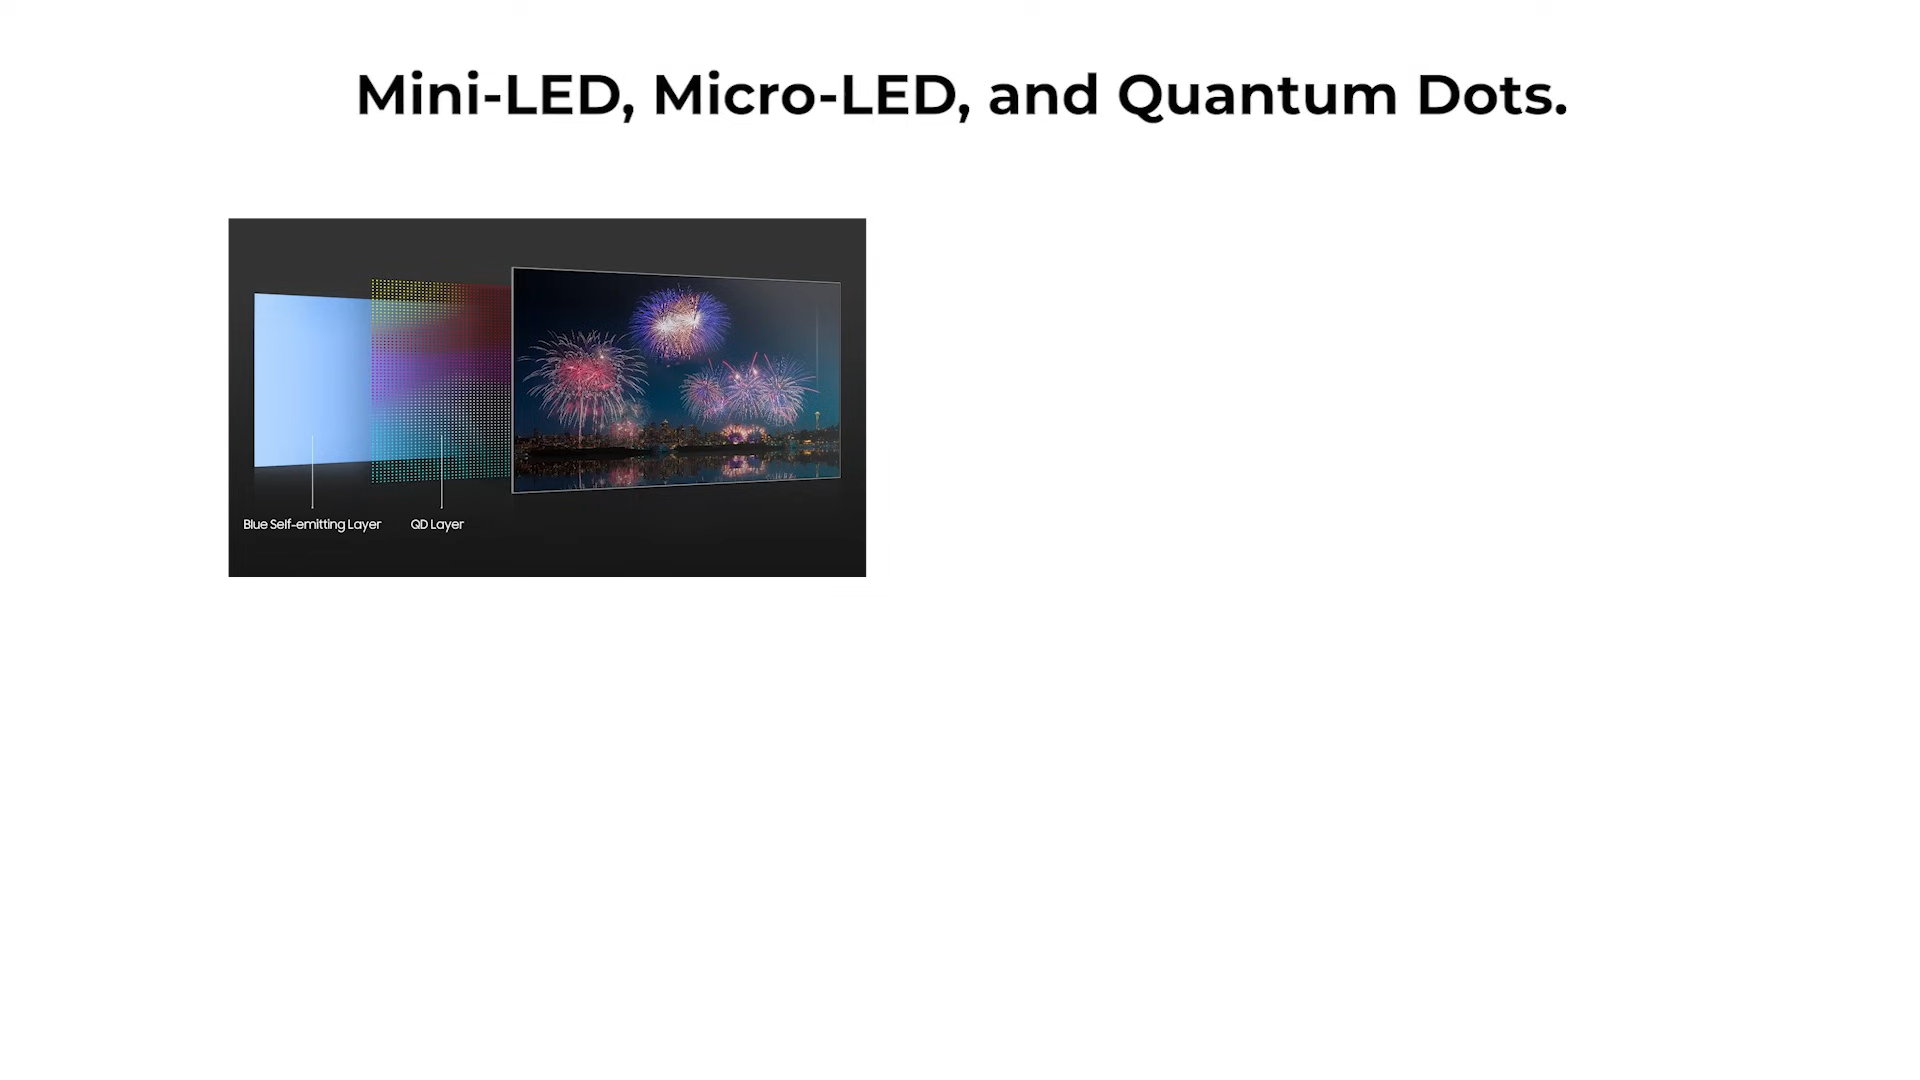 Mini-LED, Micro-LED, and Quantum Dots.
Blue Self-emitting Layer QD Layer